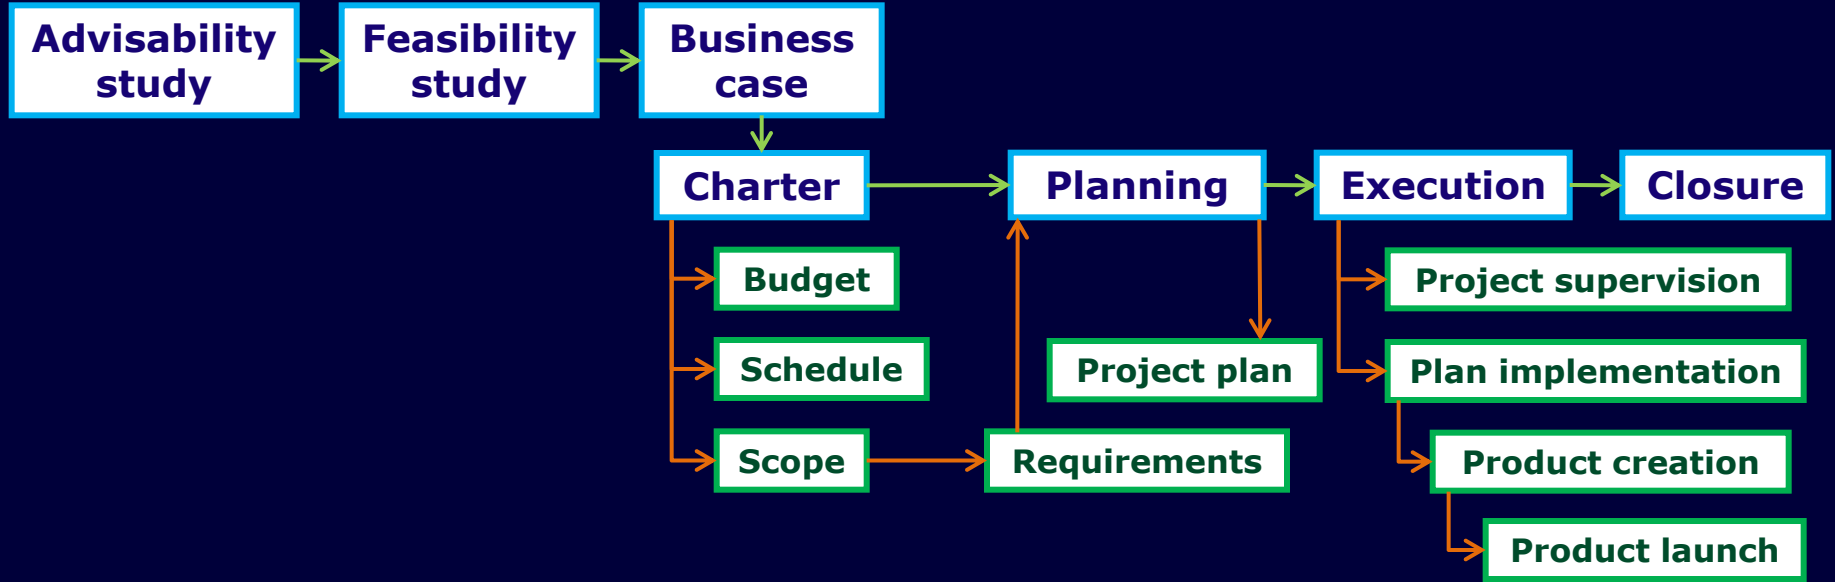 Advisability
study
Feasibility
study
Business
case
Charter
Planning
Execution
Closure
Budget
Schedule
Scope
Requirements
Project plan
Project supervision
Plan implementation
Product creation
Product launch